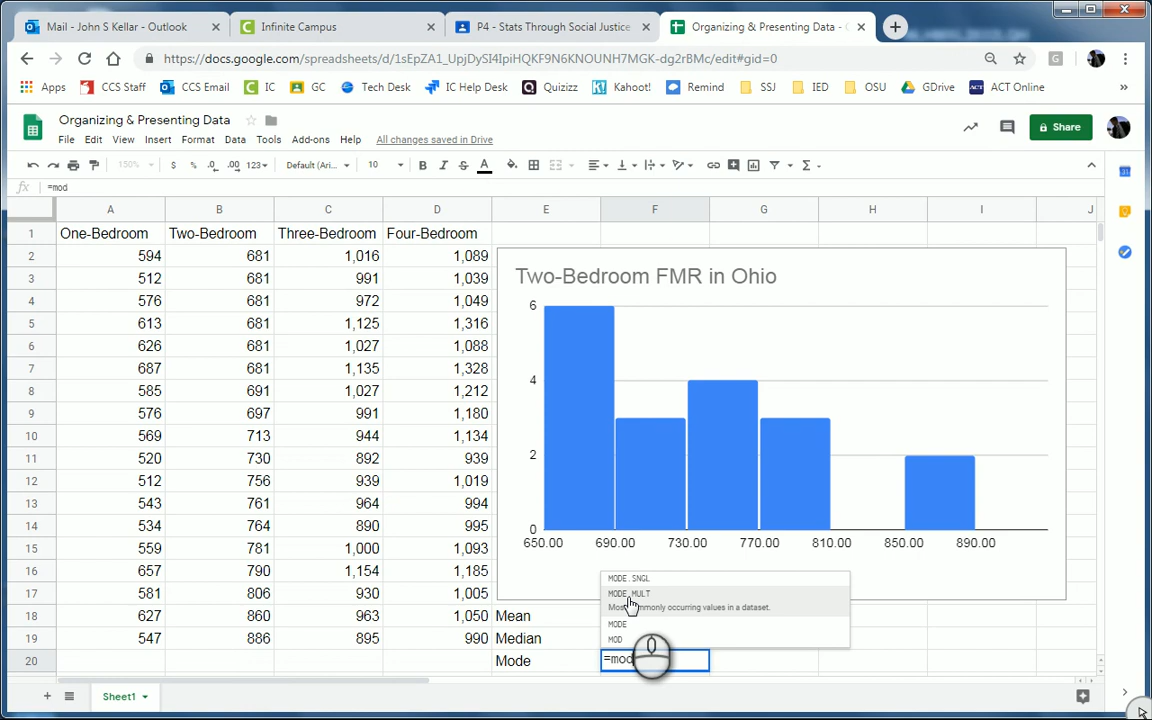 Mail - John S Kellar - Outlook
Infinite Campus
P4 - Stats Through Social Justice
Organizing & Presenting Data -
https://docs.google.com/spreadsheets/d/1sEpZA1_UpjDySI4IpiHQKF9N6KNOUNH7MGK-dg2rBMc/edit#gid=0
Apps CCS Staff CCS Email IC GC Tech Desk IC Help Desk Quizizz Kahoot! Remind SSJ IED OSU GDrive ACT Online
Organizing & Presenting Data
Share
File Edit View Insert Format Data Tools Add-ons Help All changes saved in Drive
150% $ % .0 .00 123 Default (Ari... 10 B I S A
fx =mod
A B C D E F G H I J
1 One-Bedroom Two-Bedroom Three-Bedroom Four-Bedroom
2 594 681 1,016 1,089
3 512 681 991 1,039
4 576 681 972 1,049
5 613 681 1,125 1,316
6 626 681 1,027 1,088
7 687 681 1,135 1,328
8 585 691 1,027 1,212
9 576 697 991 1,180
10 569 713 944 1,134
11 520 730 892 939
12 512 756 939 1,019
13 543 761 964 994
14 534 764 890 995
15 559 781 1,000 1,093
16 657 790 1,154 1,185
17 581 806 930 1,005
18 627 860 963 1,050 Mean
19 547 886 895 990 Median
20 Mode =mod
Two-Bedroom FMR in Ohio
6
4
2
0
650.00 690.00 730.00 770.00 810.00 850.00 890.00
MODE.SNGL
MODE.MULT
commonly occurring values in a dataset.
MODE
MOD
Sheet1